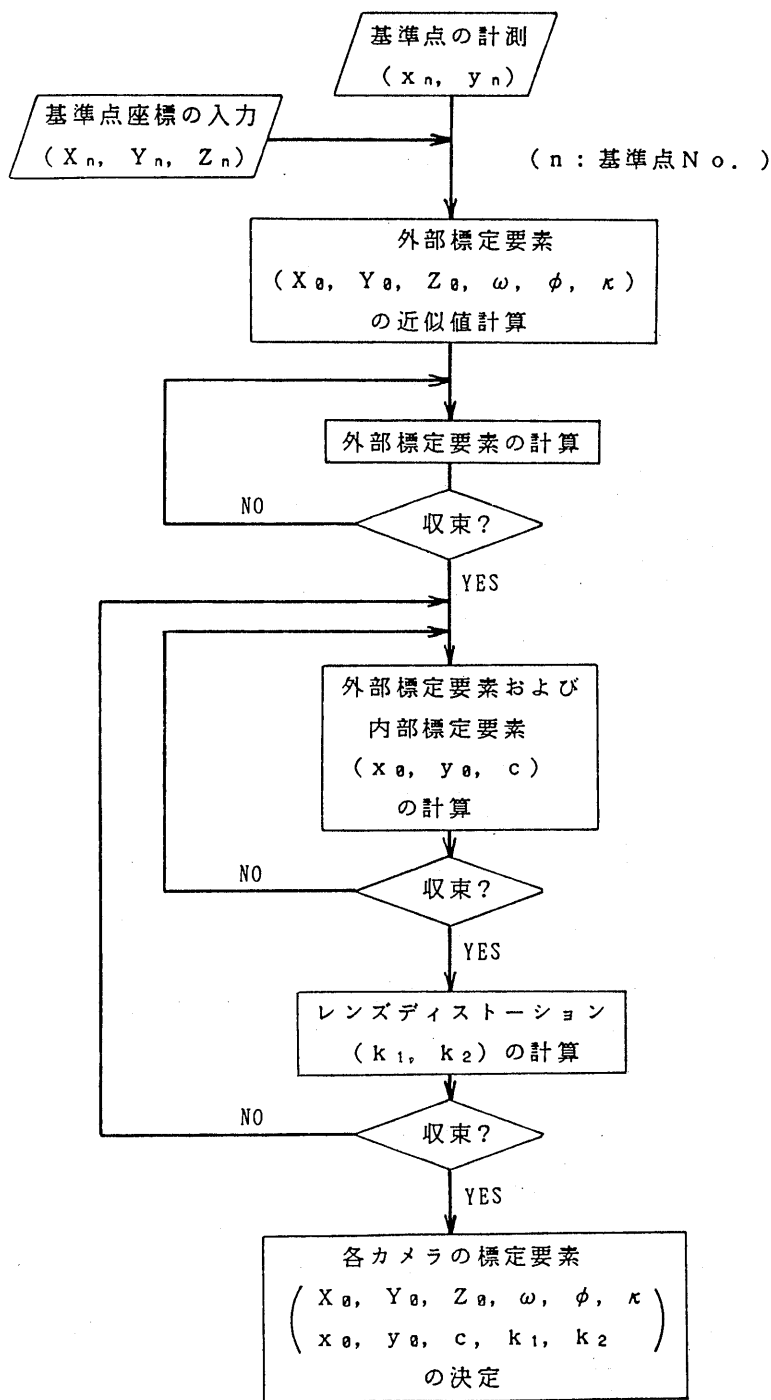 基準点の計測
(xₙ, yₙ)
基準点座標の入力
(Xₙ, Yₙ, Zₙ)
(n:基準点No.)
外部標定要素
(X₀, Y₀, Z₀, ω, φ, κ)
の近似値計算
外部標定要素の計算
NO
収束?
YES
外部標定要素および
内部標定要素
(x₀, y₀, c)
の計算
NO
収束?
YES
レンズディストーション
(k₁, k₂)の計算
NO
収束?
YES
各カメラの標定要素
X₀, Y₀, Z₀, ω, φ, κ
x₀, y₀, c, k₁, k₂
の決定